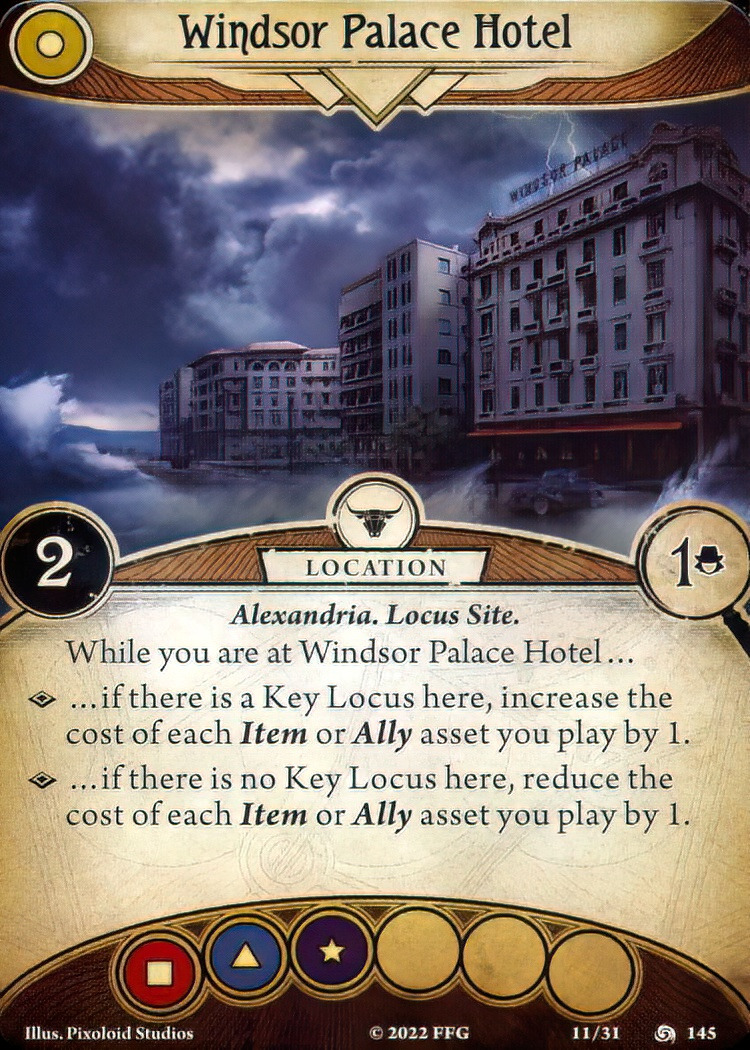 Windsor Palace Hotel
WINDSOR PALACE
2
1
LOCATION
Alexandria. Locus Site.
While you are at Windsor Palace Hotel…
…if there is a Key Locus here, increase the
cost of each Item or Ally asset you play by 1.
…if there is no Key Locus here, reduce the
cost of each Item or Ally asset you play by 1.
Illus. Pixoloid Studios © 2022 FFG 11/31 145